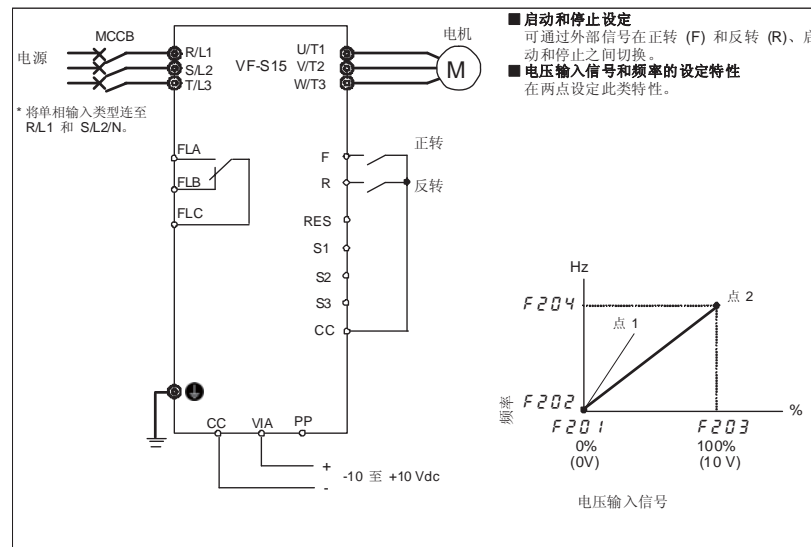 电源
MCCB
R/L1
S/L2
T/L3
VF-S15
U/T1
V/T2
W/T3
电机
M
* 将单相输入类型连至
R/L1 和 S/L2/N。
FLA
FLB
FLC
F
R
RES
S1
S2
S3
CC
正转
反转
CC
VIA
PP
+
-
-10 至 +10 Vdc
■ 启动和停止设定
可通过外部信号在正转 (F) 和反转 (R)、启
动和停止之间切换。
■ 电压输入信号和频率的设定特性
在两点设定此类特性。
Hz
F204
点 2
点 1
频率
F202
%
F201
F203
0%
100%
(0V)
(10 V)
电压输入信号